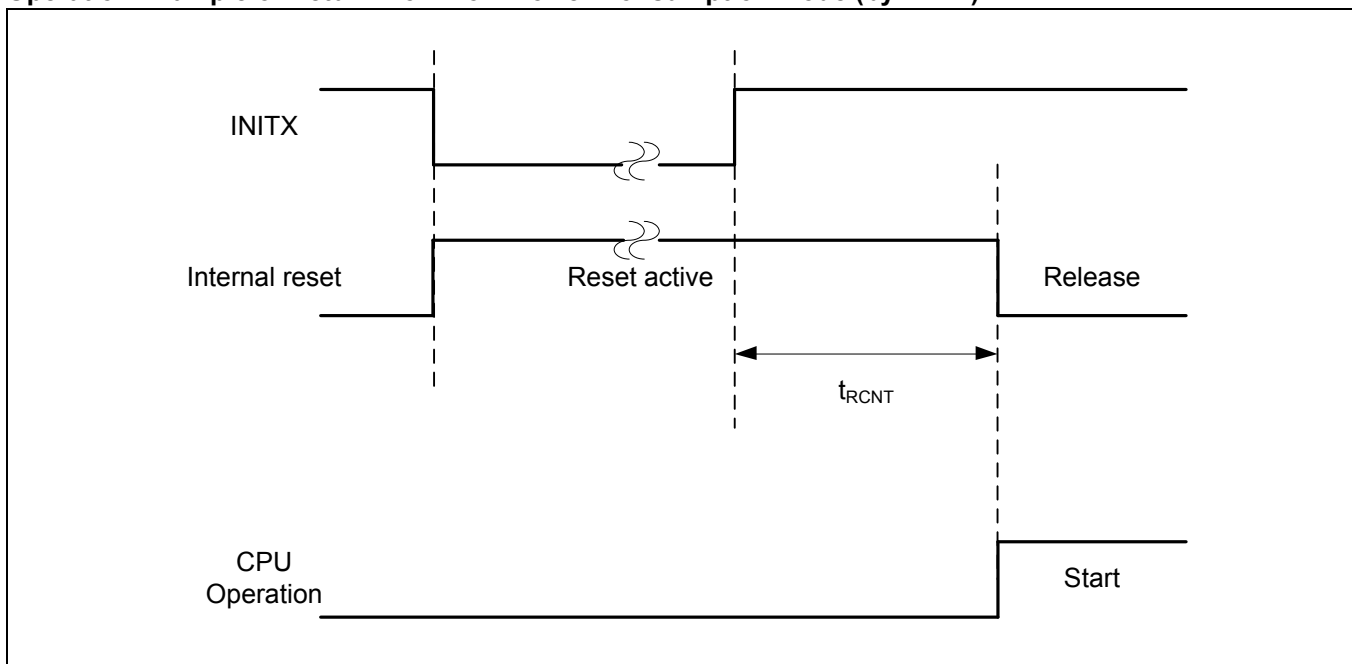 INITX
Internal reset
Reset active
Release
tRCNT
CPU
Operation
Start